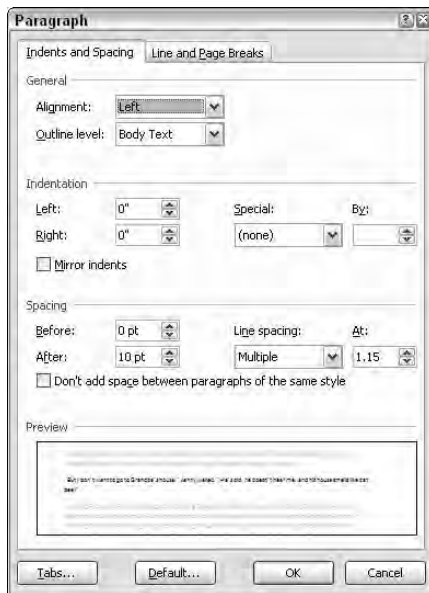 Paragraph
Indents and Spacing Line and Page Breaks
General
Alignment: Left
Outline level: Body Text
Indentation
Left: 0" Special: By:
Right: 0" (none)
Mirror indents
Spacing
Before: 0 pt Line spacing: At:
After: 10 pt Multiple 1.15
Don't add space between paragraphs of the same style
Preview
Tabs... Default... OK Cancel